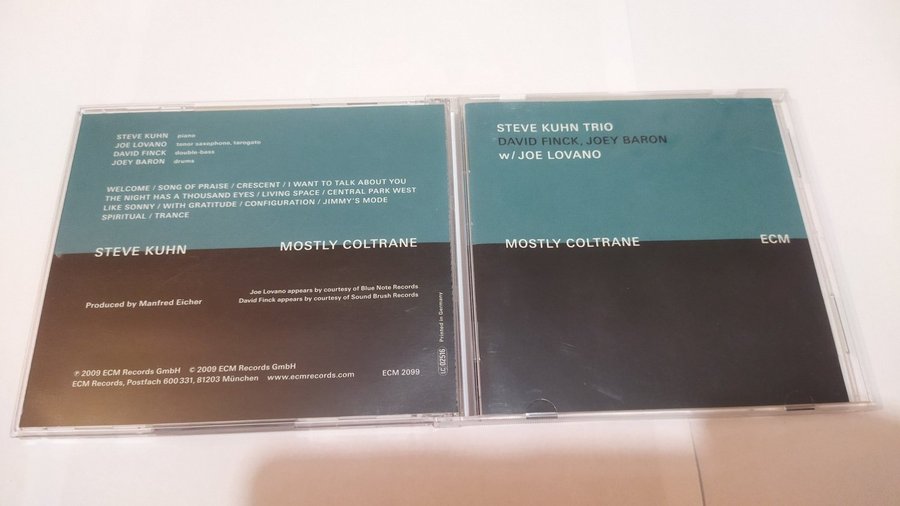 STEVE KUHN piano
JOE LOVANO tenor saxophone, tarogato
DAVID FINCK double-bass
JOEY BARON drums
WELCOME / SONG OF PRAISE / CRESCENT / I WANT TO TALK ABOUT YOU
THE NIGHT HAS A THOUSAND EYES / LIVING SPACE / CENTRAL PARK WEST
LIKE SONNY / WITH GRATITUDE / CONFIGURATION / JIMMY'S MODE
SPIRITUAL / TRANCE
STEVE KUHN MOSTLY COLTRANE
Joe Lovano appears by courtesy of Blue Note Records
David Finck appears by courtesy of Sound Brush Records
Produced by Manfred Eicher
℗ 2009 ECM Records GmbH © 2009 ECM Records GmbH
ECM Records, Postfach 600 331, 81203 München www.ecmrecords.com ECM 2099
LC 02516 Printed in Germany
STEVE KUHN TRIO
DAVID FINCK, JOEY BARON
w/ JOE LOVANO
MOSTLY COLTRANE ECM